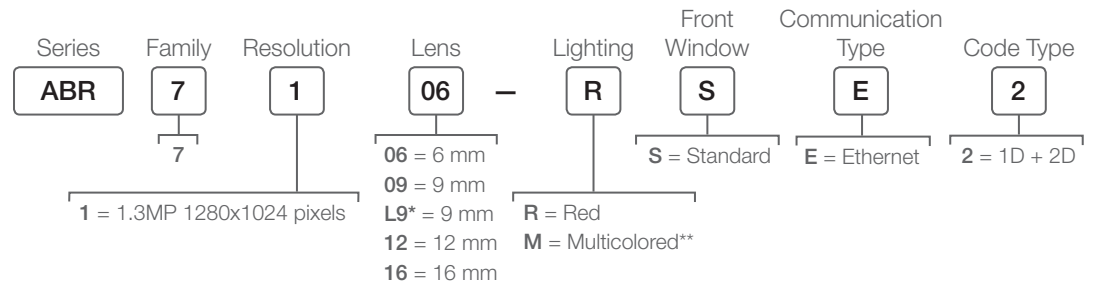 Series Family Resolution Lens Lighting Front Window Communication Type Code Type
ABR 7 1 06 – R S E 2
7
1 = 1.3MP 1280x1024 pixels
06 = 6 mm
09 = 9 mm
L9* = 9 mm
12 = 12 mm
16 = 16 mm
R = Red
M = Multicolored**
S = Standard
E = Ethernet
2 = 1D + 2D